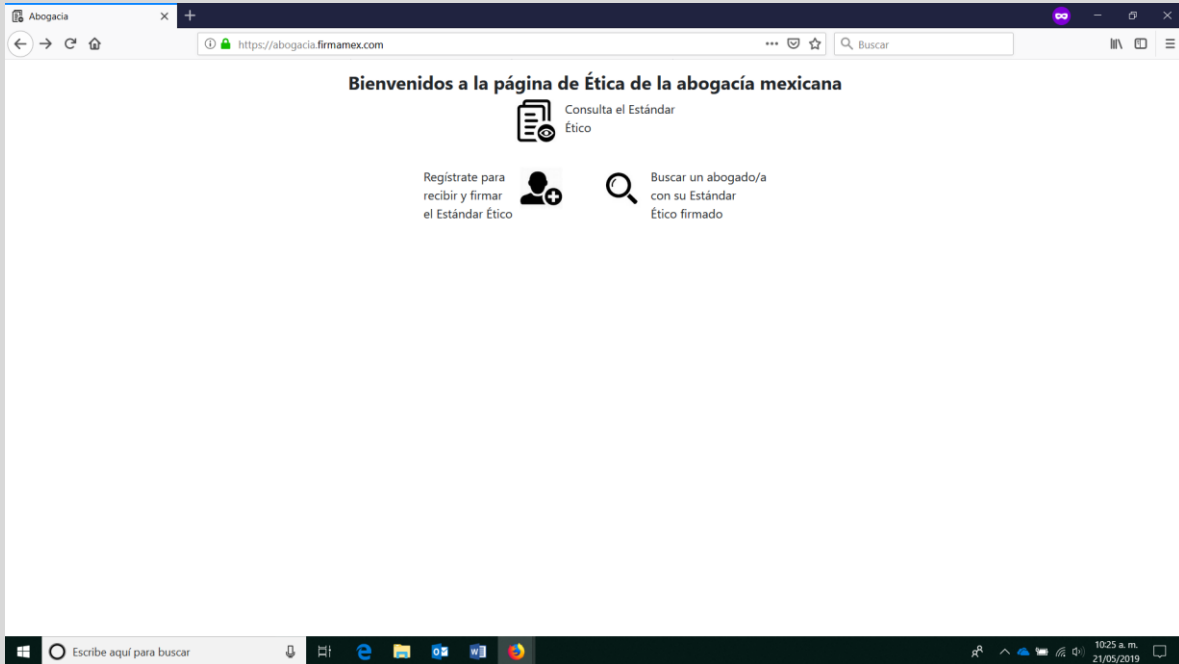 Abogacia
https://abogacia.firmamex.com
Buscar
Bienvenidos a la página de Ética de la abogacía mexicana
Consulta el Estándar
Ético
Regístrate para
recibir y firmar
el Estándar Ético
Buscar un abogado/a
con su Estándar
Ético firmado
Escribe aquí para buscar
10:25 a. m.
21/05/2019